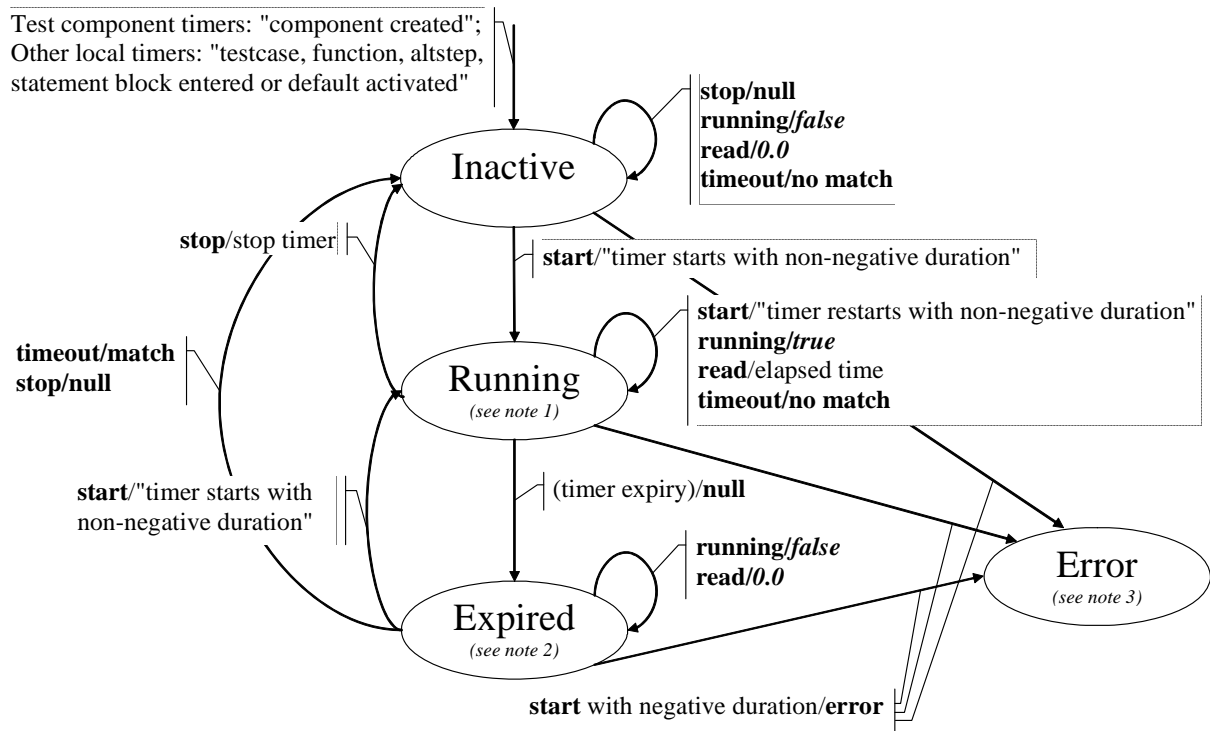 Test component timers: "component created";
Other local timers: "testcase, function, altstep,
statement block entered or default activated"
stop/null
running/false
read/0.0
timeout/no match
Inactive
stop/stop timer
start/"timer starts with non-negative duration"
start/"timer restarts with non-negative duration"
running/true
read/elapsed time
timeout/no match
timeout/match
stop/null
Running
(see note 1)
start/"timer starts with
non-negative duration"
(timer expiry)/null
running/false
read/0.0
Error
(see note 3)
Expired
(see note 2)
start with negative duration/error